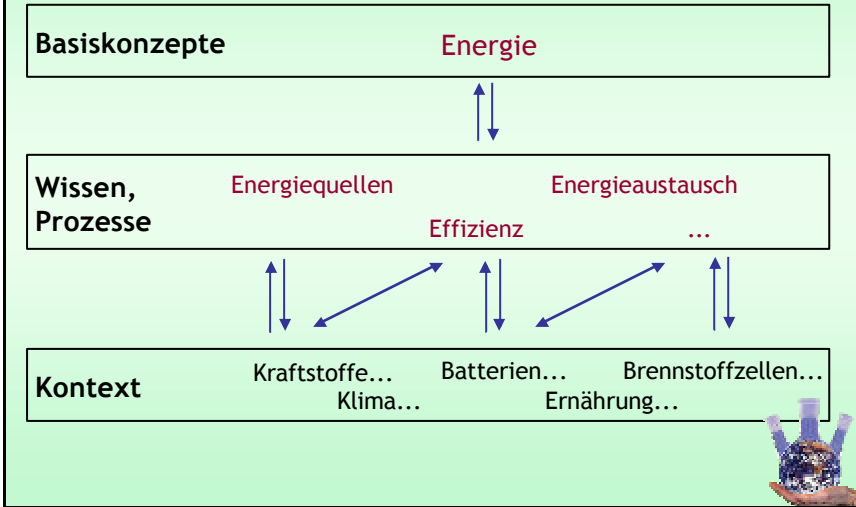 Basiskonzepte Energie
Wissen, Energiequellen Energieaustausch
Prozesse Effizienz ...
Kontext
Kraftstoffe... Batterien... Brennstoffzellen...
Klima... Ernährung...